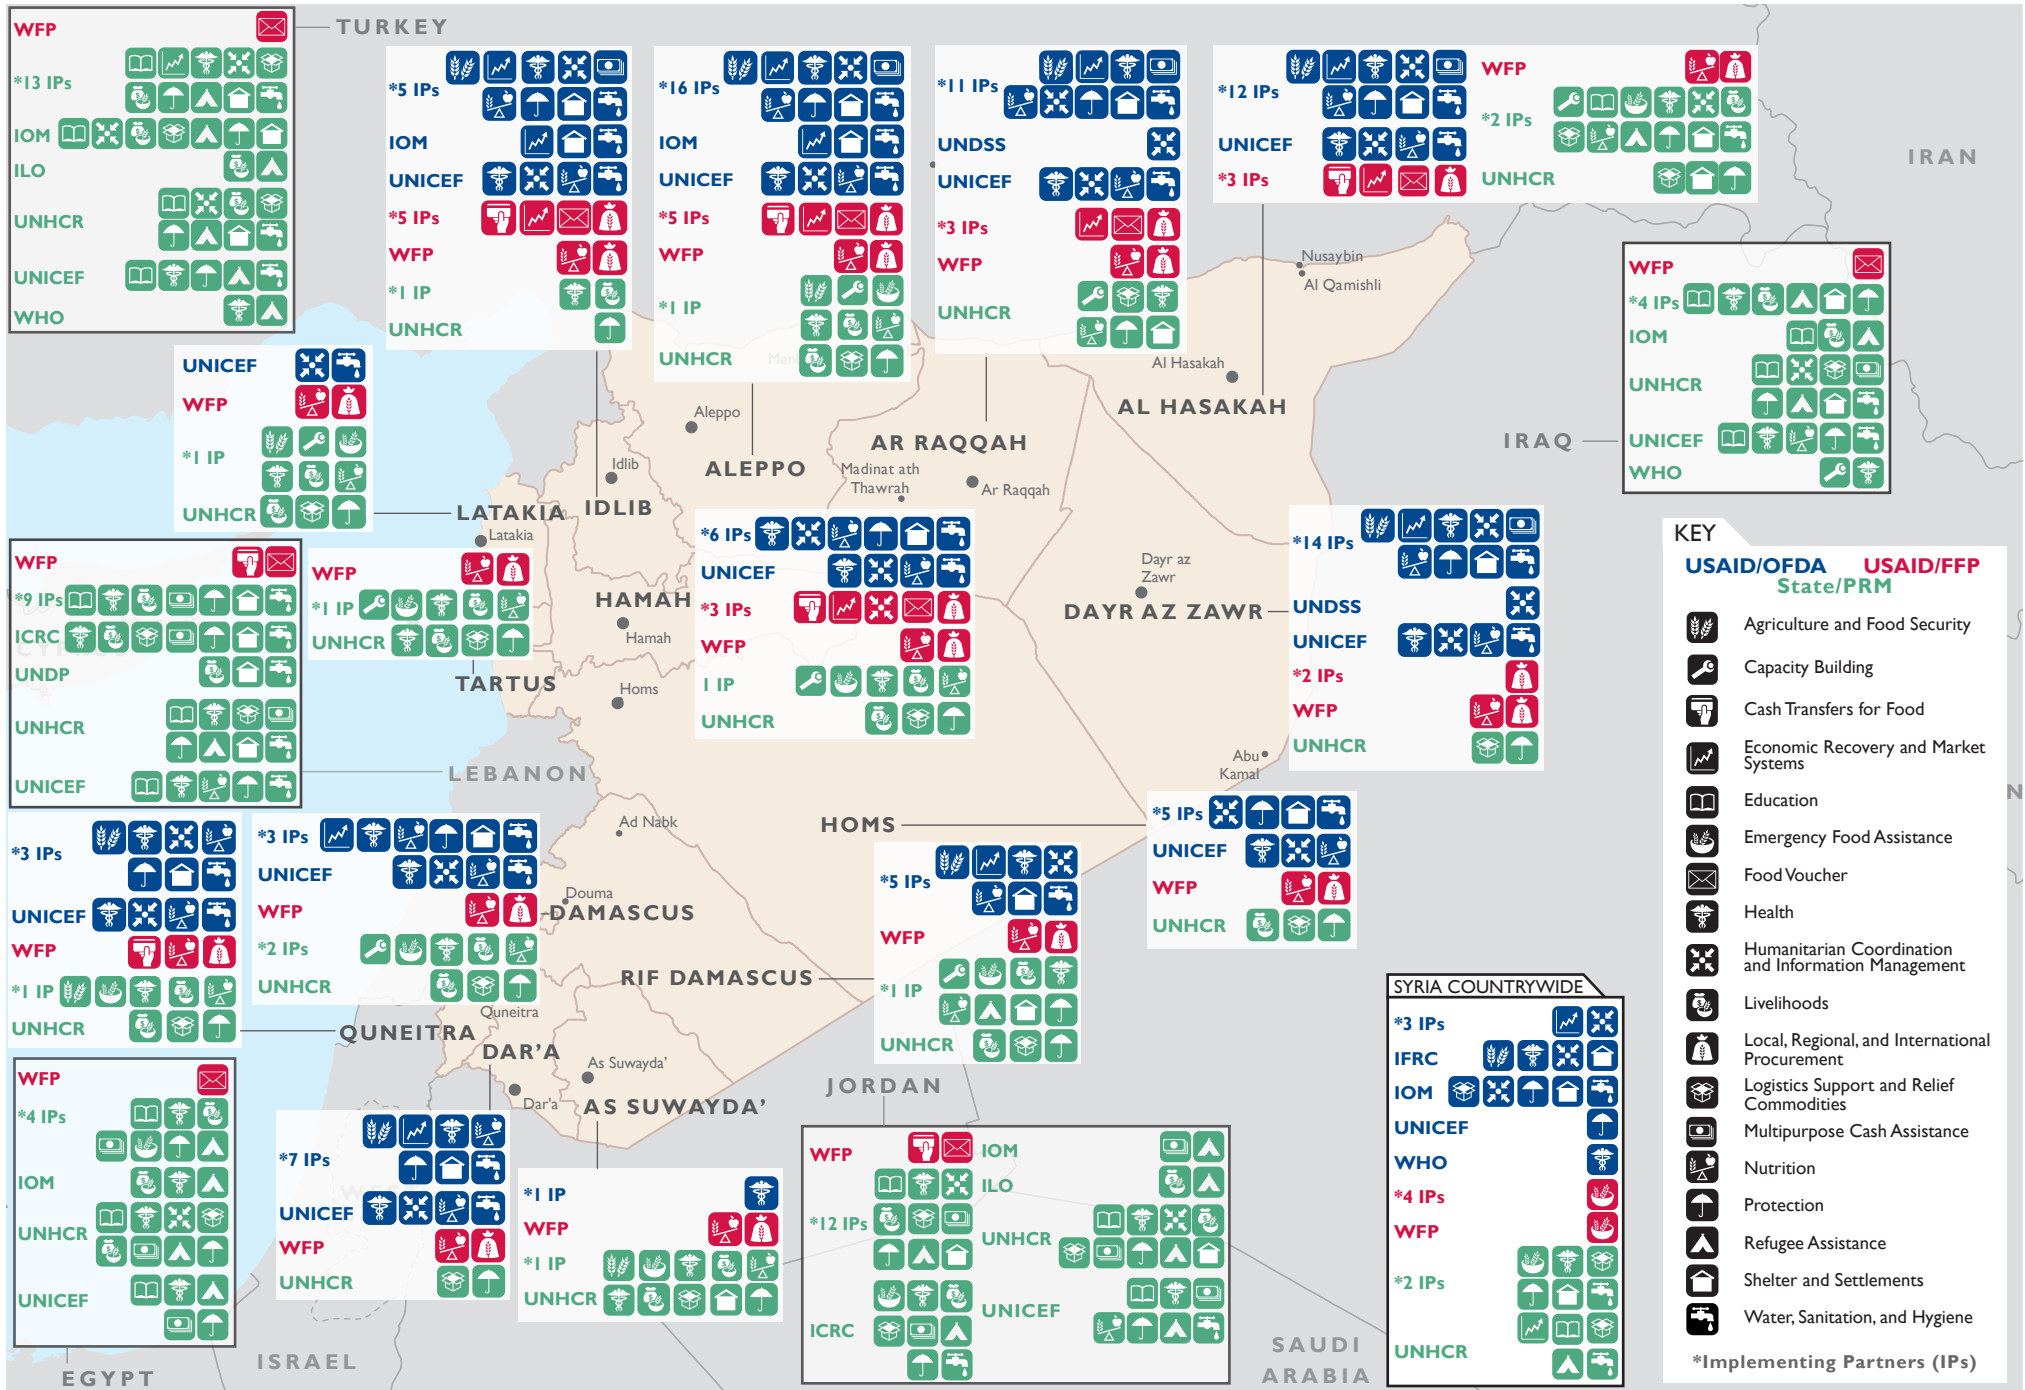 TURKEY
WFP
*13 IPs
IOM
ILO
UNHCR
UNICEF
WHO
*5 IPs
IOM
UNICEF
*5 IPs
WFP
*1 IP
UNHCR
*16 IPs
IOM
UNICEF
*5 IPs
WFP
*1 IP
UNHCR
*11 IPs
UNDSS
UNICEF
*3 IPs
WFP
UNHCR
*12 IPs
UNICEF
*3 IPs
WFP
*2 IPs
UNHCR
IRAN
WFP
*4 IPs
IOM
UNHCR
UNICEF
WHO
IRAQ
Nusaybin
Al Qamishli
Al Hasakah
AL HASAKAH
AR RAQQAH
Madinat ath
Thawrah
Ar Raqqah
Aleppo
ALEPPO
Idlib
IDLIB
UNICEF
WFP
*1 IP
UNHCR
LATAKIA
Latakia
WFP
*9 IPs
ICRC
UNDP
UNHCR
UNICEF
LEBANON
WFP
*1 IP
UNHCR
TARTUS
HAMAH
Hamah
Homs
*6 IPs
UNICEF
*3 IPs
WFP
1 IP
UNHCR
Dayr az
Zawr
DAYR AZ ZAWR
Abu
Kamal
*14 IPs
UNDSS
UNICEF
*2 IPs
WFP
UNHCR
KEY
USAID/OFDA USAID/FFP
State/PRM
Agriculture and Food Security
Capacity Building
Cash Transfers for Food
Economic Recovery and Market
Systems
Education
Emergency Food Assistance
Food Voucher
Health
Humanitarian Coordination
and Information Management
Livelihoods
Local, Regional, and International
Procurement
Logistics Support and Relief
Commodities
Multipurpose Cash Assistance
Nutrition
Protection
Refugee Assistance
Shelter and Settlements
Water, Sanitation, and Hygiene
*Implementing Partners (IPs)
HOMS
*5 IPs
UNICEF
WFP
UNHCR
Ad Nabk
Douma
DAMASCUS
*3 IPs
UNICEF
WFP
*2 IPs
UNHCR
*3 IPs
UNICEF
WFP
*1 IP
UNHCR
Quneitra
QUNEITRA
RIF DAMASCUS
*5 IPs
UNICEF
WFP
*1 IP
UNHCR
DAR'A
Dar'a
As Suwayda'
AS SUWAYDA'
WFP
*4 IPs
IOM
UNHCR
UNICEF
EGYPT
ISRAEL
*7 IPs
UNICEF
WFP
UNHCR
*1 IP
WFP
*1 IP
UNHCR
JORDAN
WFP
*12 IPs
ICRC
IOM
ILO
UNHCR
UNICEF
SAUDI
ARABIA
SYRIA COUNTRYWIDE
*3 IPs
IFRC
IOM
UNICEF
WHO
*4 IPs
WFP
*2 IPs
UNHCR